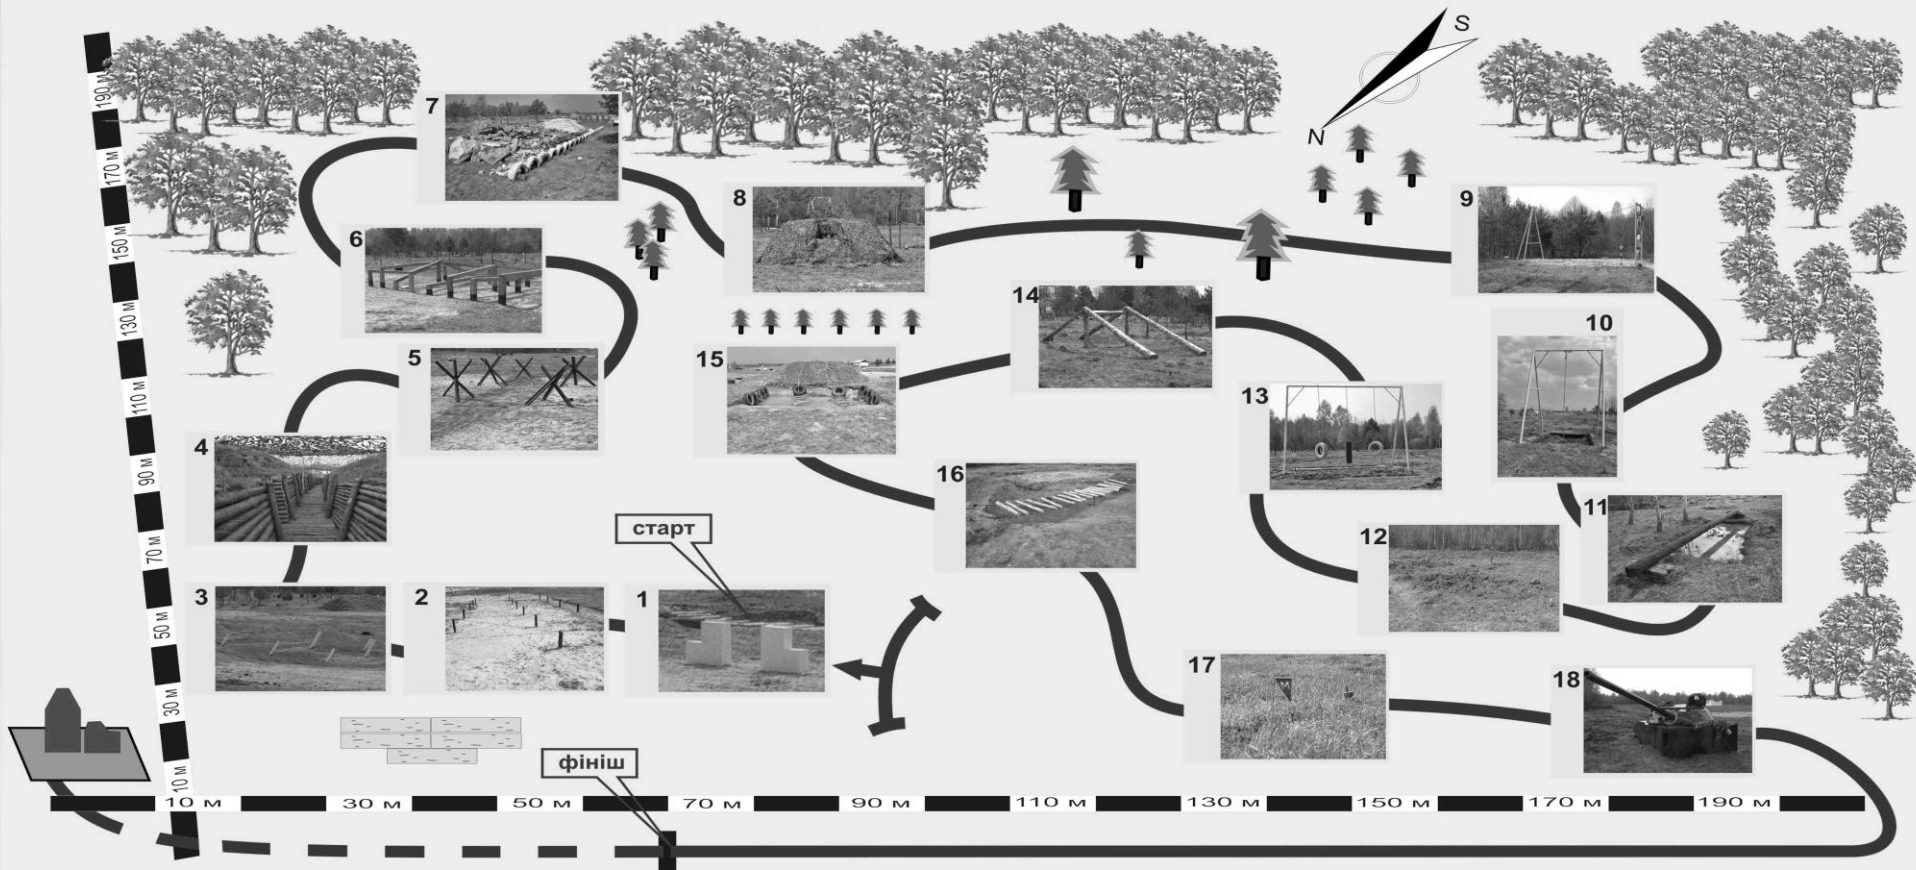 S
N
7
8
9
6
14
10
5
15
13
4
16
11
старт
12
3
2
1
17
18
фініш
190 м
170 м
150 м
130 м
110 м
90 м
70 м
50 м
30 м
10 м
10 м 30 м 50 м 70 м 90 м 110 м 130 м 150 м 170 м 190 м